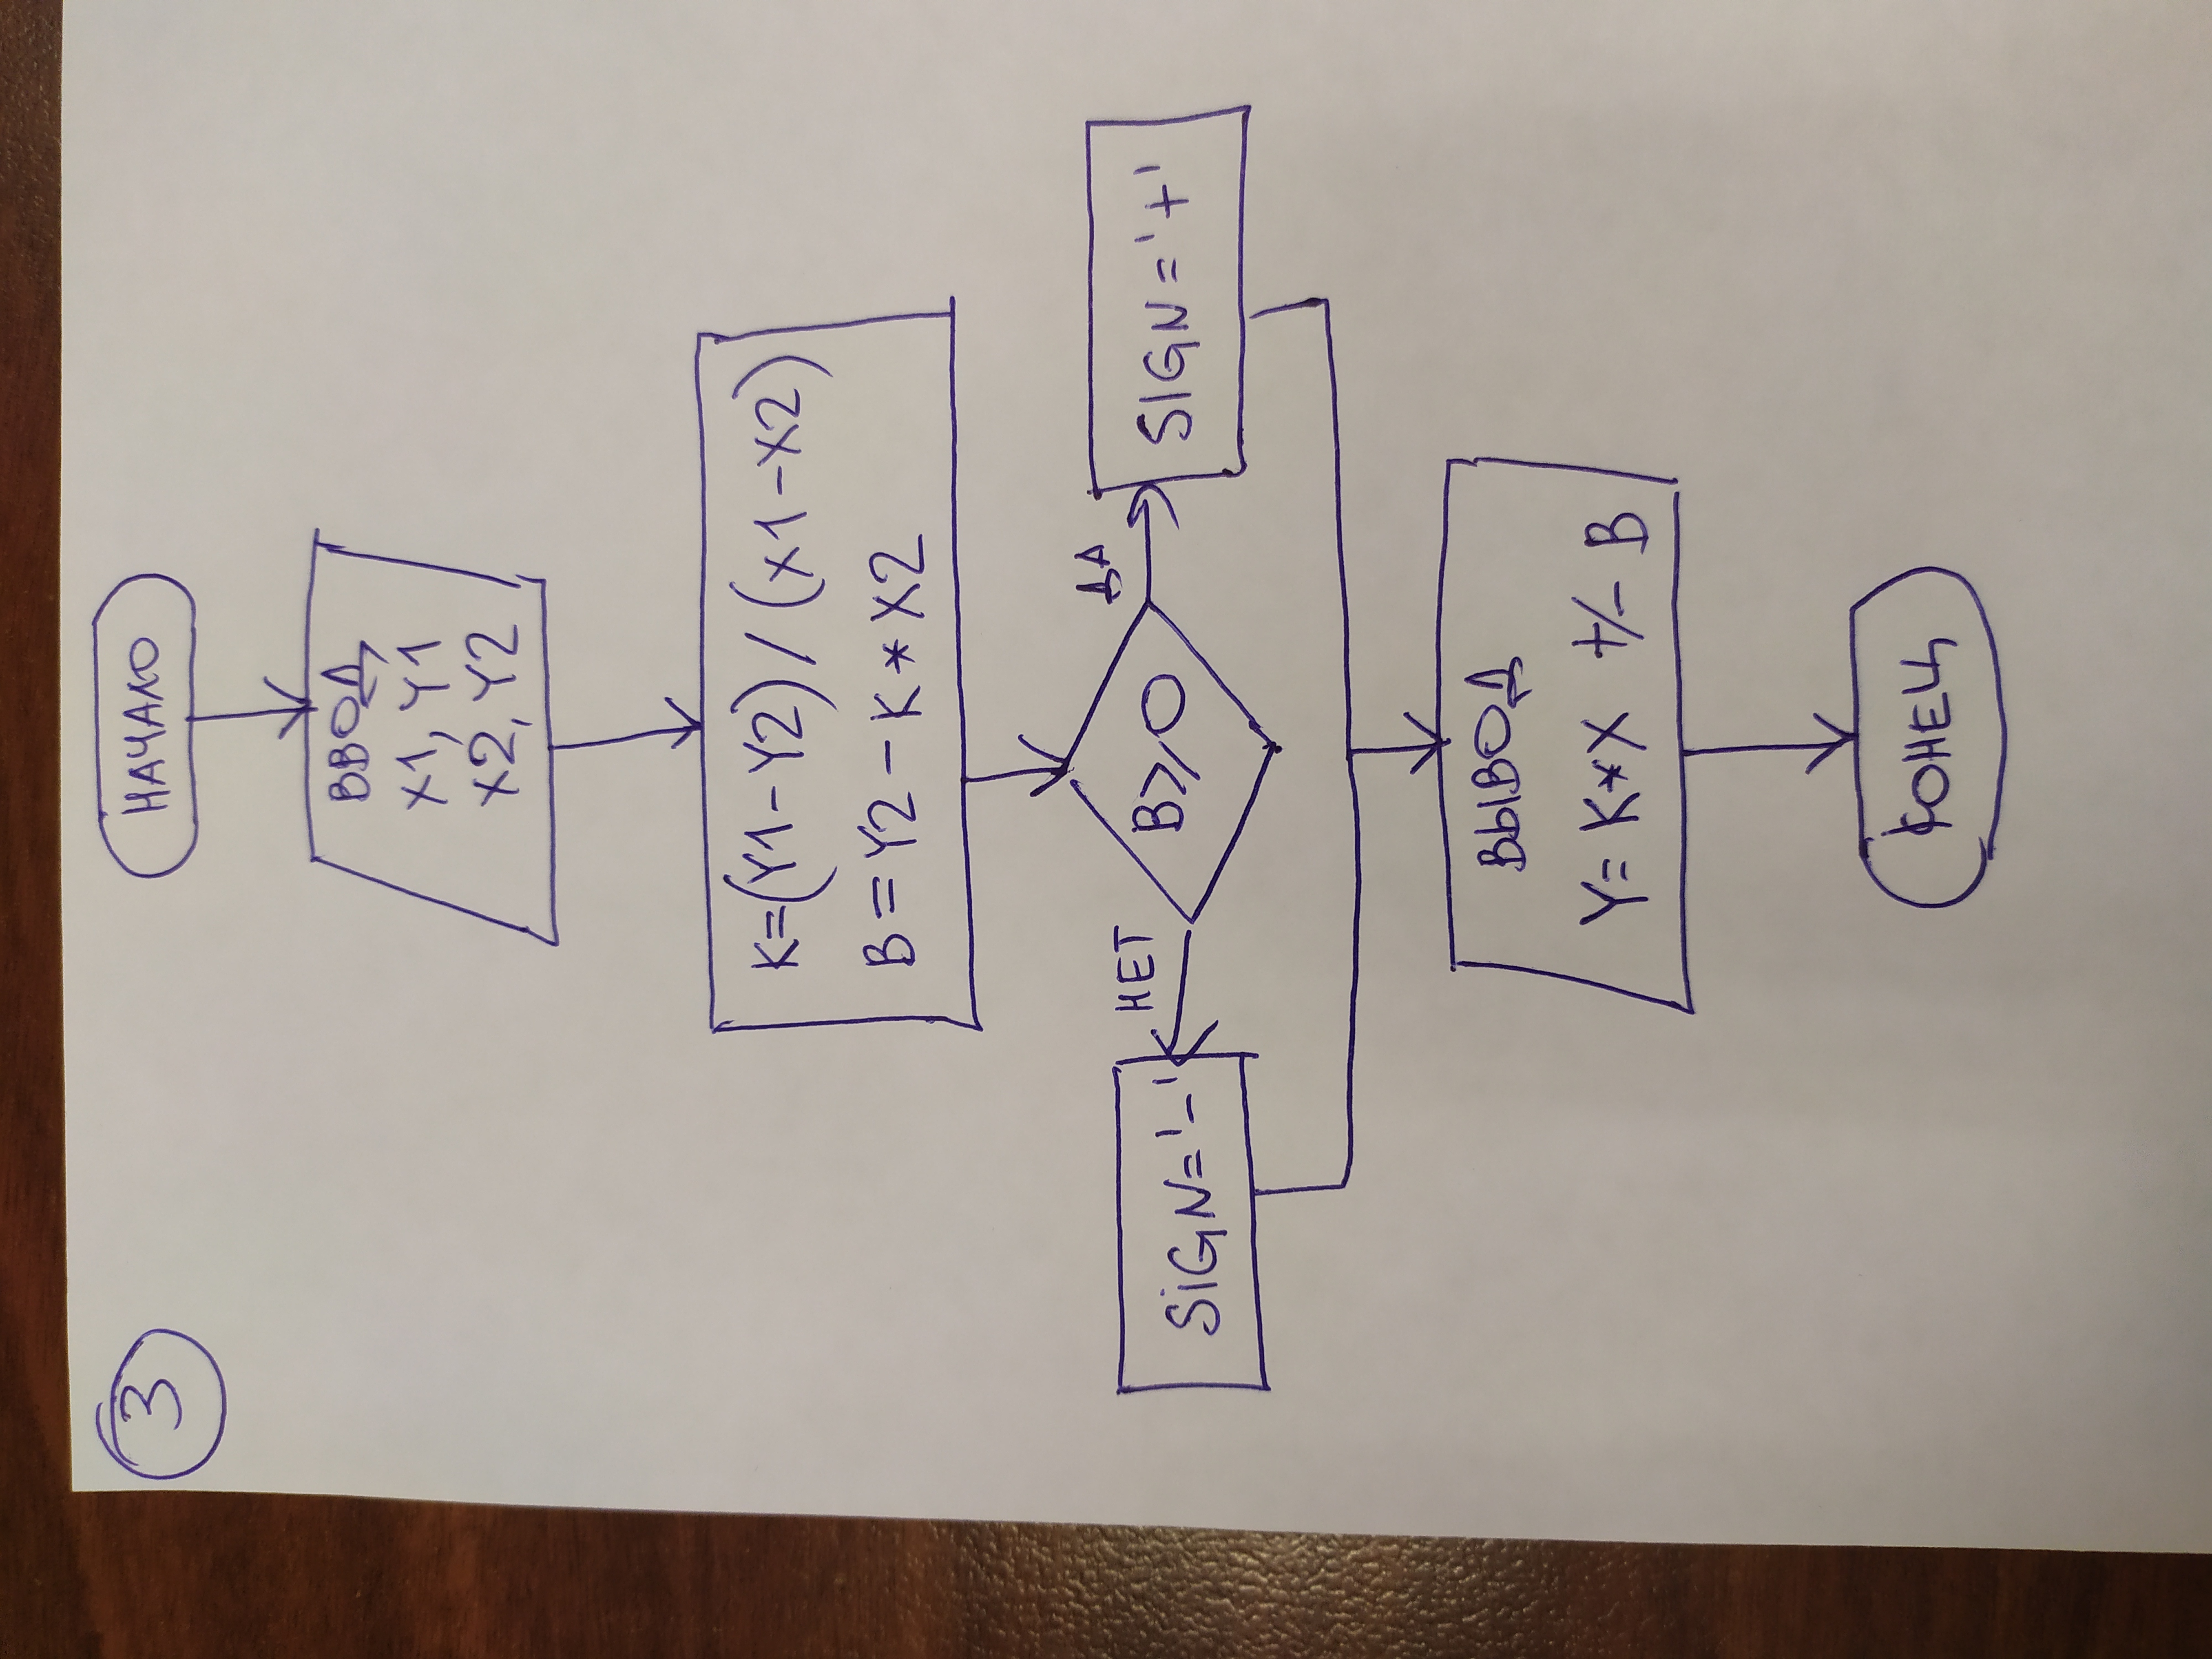 3
НАЧАЛО
ВВОД
X1, Y1
X2, Y2
K=(Y1-Y2) / (X1-X2)
B=Y2-K*X2
НЕТ
B⩾0
ДА
SiGN='-'
SIGN='+'
ВЫВОД
Y= K*X +/- B
КОНЕЦ